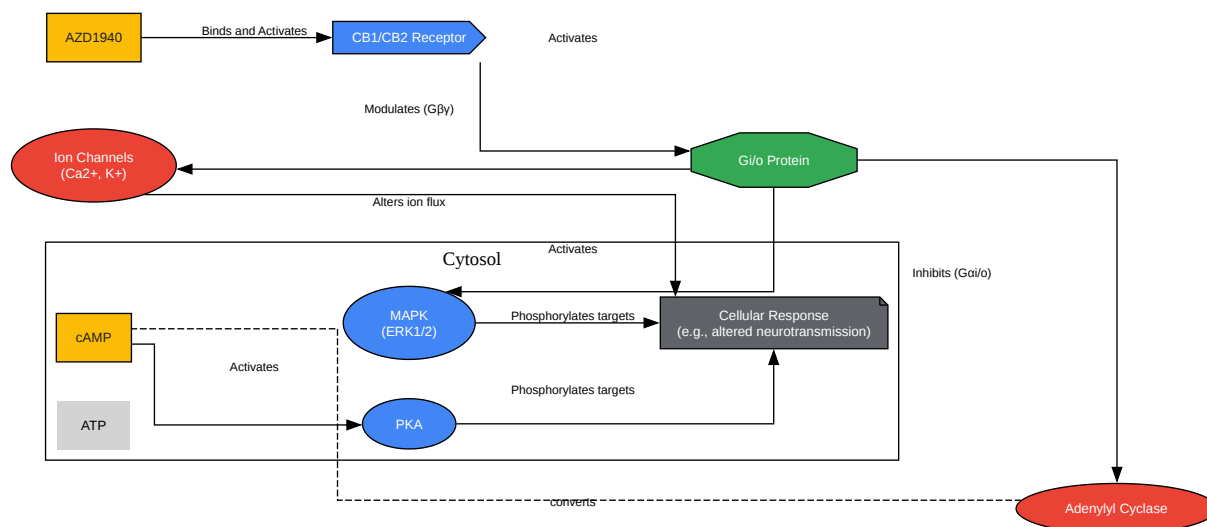 AZD1940
Binds and Activates
CB1/CB2 Receptor
Activates
Modulates (Gβγ)
Ion Channels
(Ca2+, K+)
Gi/o Protein
Alters ion flux
Activates
Cytosol
Inhibits (Gαi/o)
MAPK
(ERK1/2)
Phosphorylates targets
Cellular Response
(e.g., altered neurotransmission)
cAMP
Activates
Phosphorylates targets
ATP
PKA
converts
Adenylyl Cyclase